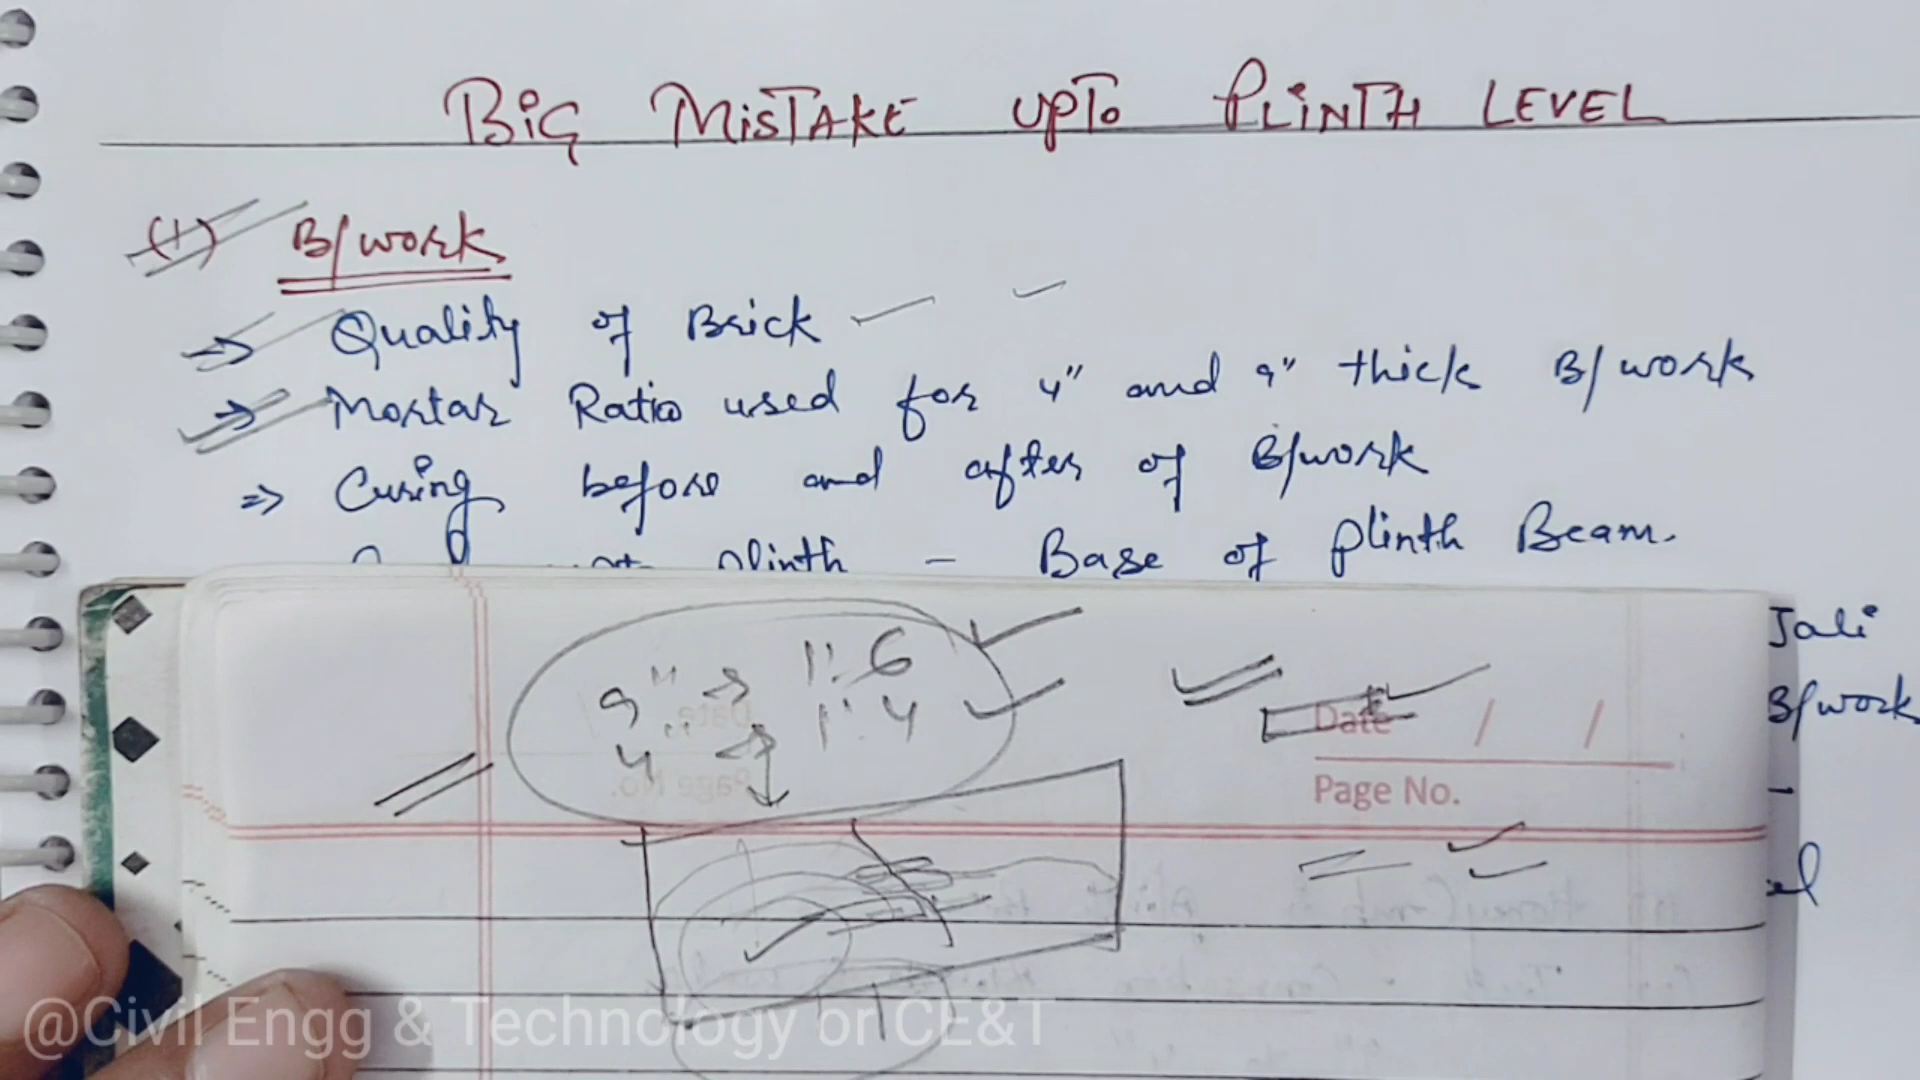 BiG MiSTAKE UPTo PLiNTH LEVEL
(1) B/work
⇒ Quality of Brick
⇒ Mortar Ratio used for 4" and 9" thick B/work
⇒ Curing before and after of B/work
plinth - Base of plinth Beam.
Jali
B/work
9" → 1:6
4" → 1:4
Date / /
Page No.
@Civil Engg & Technology or CE&T